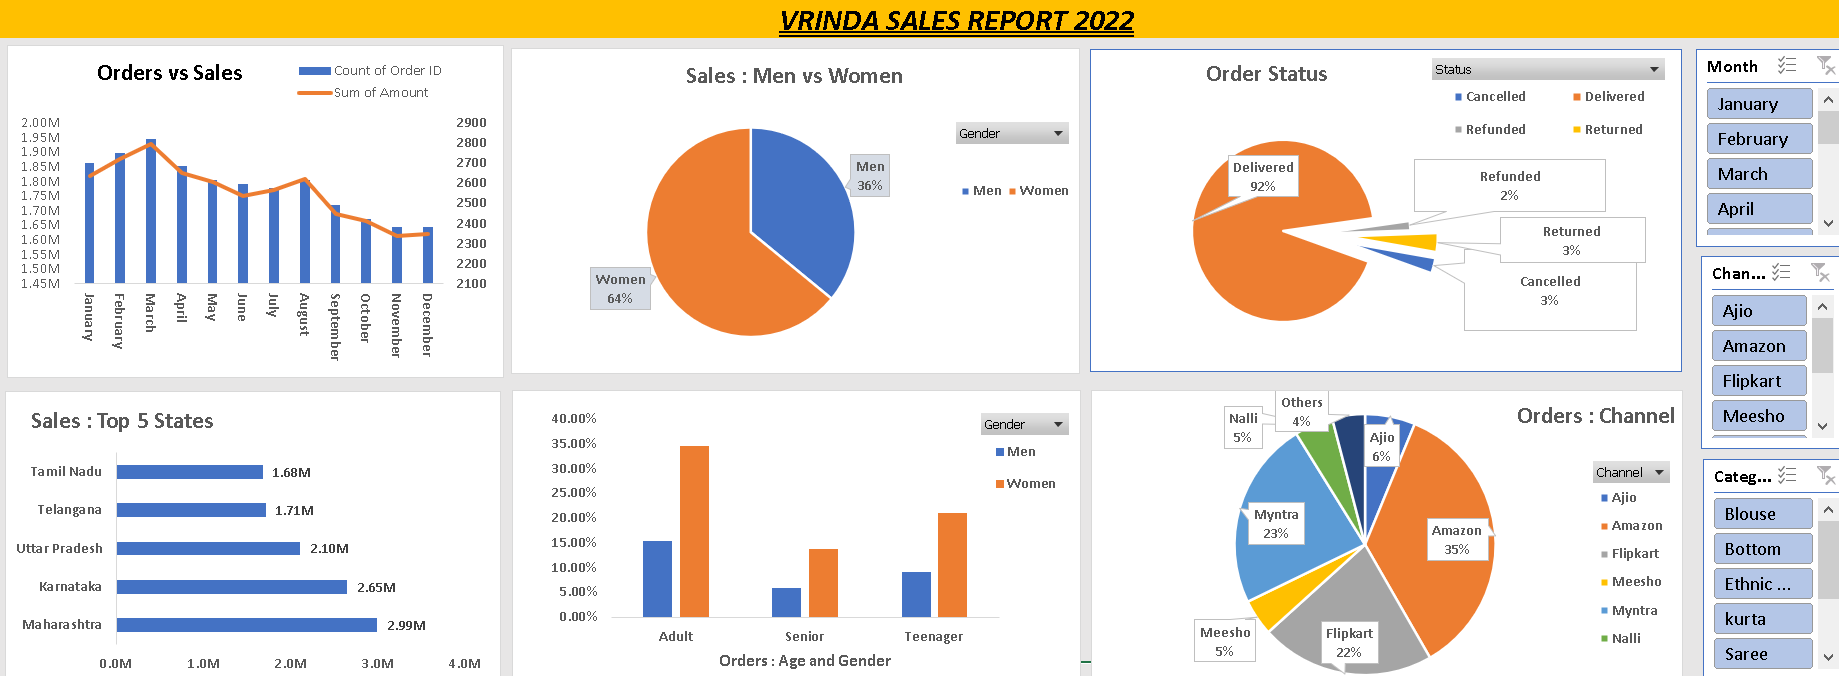 VRINDA SALES REPORT 2022
Orders vs Sales
Count of Order ID
Sum of Amount
2.00M
1.95M
1.90M
1.85M
1.80M
1.75M
1.70M
1.65M
1.60M
1.55M
1.50M
1.45M
2900
2800
2700
2600
2500
2400
2300
2200
2100
January
February
March
April
May
June
July
August
September
October
November
December
Sales : Men vs Women
Gender
Men
36%
Women
64%
Men
Women
Order Status
Status
Cancelled
Delivered
Refunded
Returned
Delivered
92%
Refunded
2%
Returned
3%
Cancelled
3%
Month
January
February
March
April
Chan...
Ajio
Amazon
Flipkart
Meesho
Categ...
Blouse
Bottom
Ethnic ...
kurta
Saree
Sales : Top 5 States
Tamil Nadu
1.68M
Telangana
1.71M
Uttar Pradesh
2.10M
Karnataka
2.65M
Maharashtra
2.99M
0.0M
1.0M
2.0M
3.0M
4.0M
40.00%
35.00%
30.00%
25.00%
20.00%
15.00%
10.00%
5.00%
0.00%
Gender
Men
Women
Adult
Senior
Teenager
Orders : Age and Gender
Orders : Channel
Others
4%
Nalli
5%
Ajio
6%
Myntra
23%
Amazon
35%
Meesho
5%
Flipkart
22%
Channel
Ajio
Amazon
Flipkart
Meesho
Myntra
Nalli